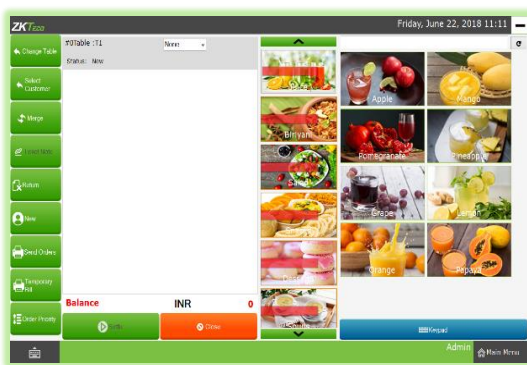 ZKTeco
Friday, June 22, 2018 11:11
Change Table
#0Table :T1
None
Status: New
Select
Customer
Merge
Return
New
Send Orders
Temporary
Bill
Order Priority
Biriyani
Apple
Mango
Pomegranate
Pineapple
Grape
Lemon
Orange
Papaya
Balance
INR
0
Close
Keypad
Admin
Main Menu